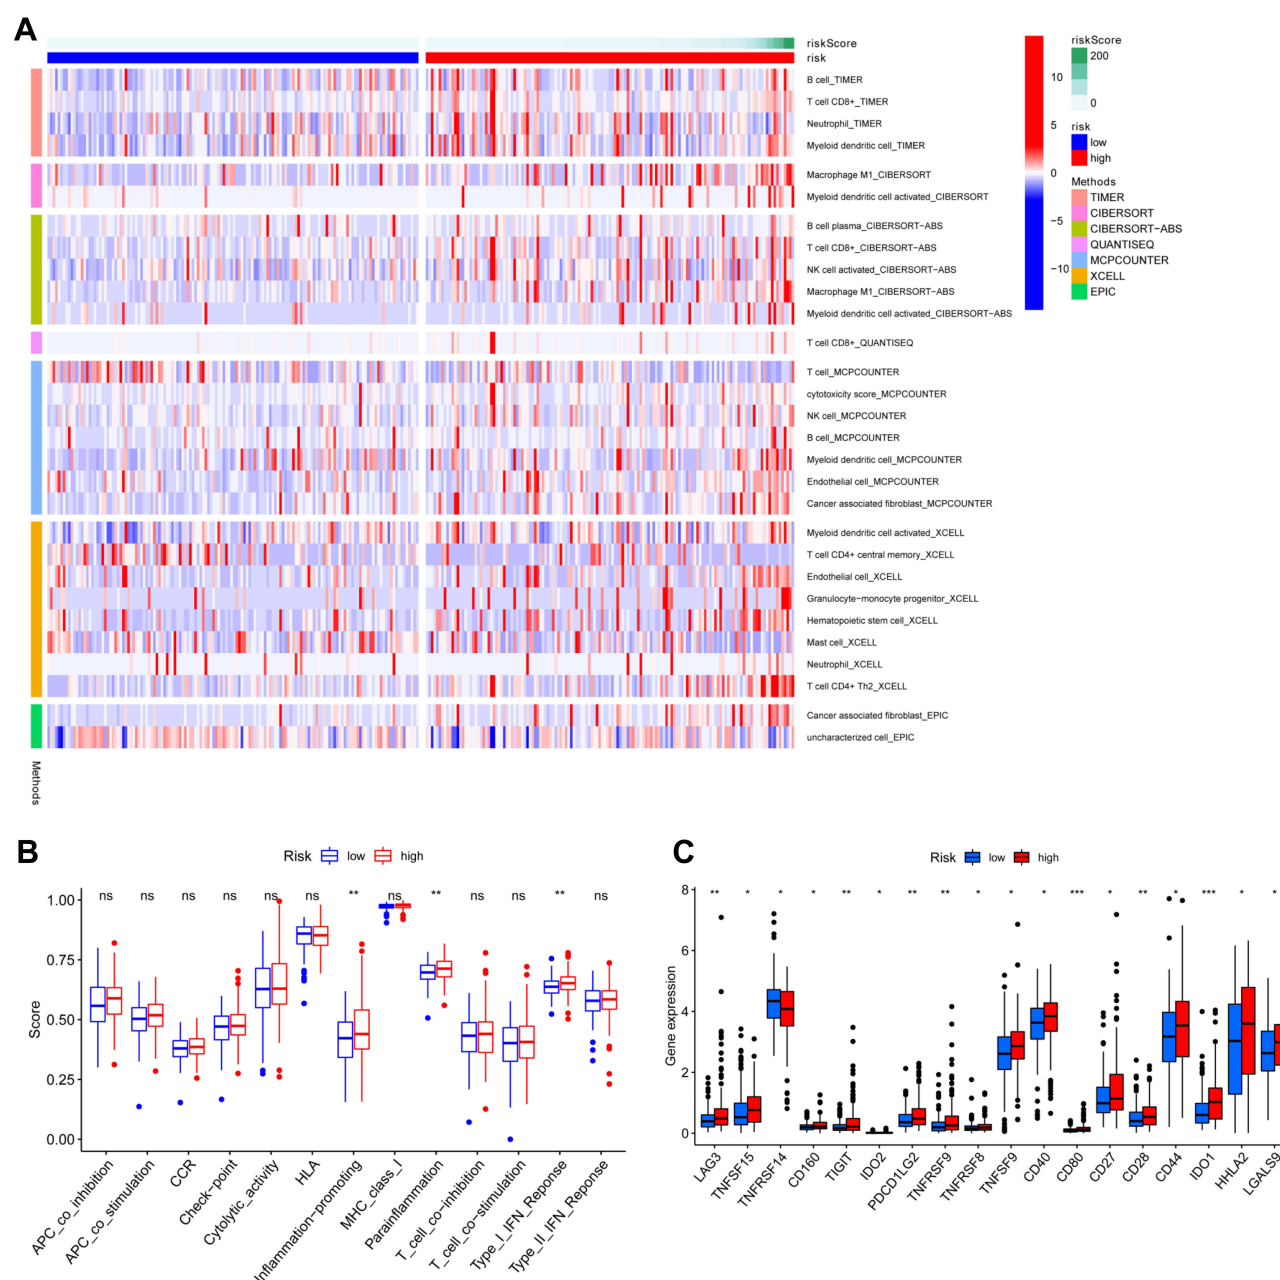 A
riskScore
risk
B cell_TIMER
T cell CD8+_TIMER
Neutrophil_TIMER
Myeloid dendritic cell_TIMER
Macrophage M1_CIBERSORT
Myeloid dendritic cell activated_CIBERSORT
B cell plasma_CIBERSORT−ABS
T cell CD8+_CIBERSORT−ABS
NK cell activated_CIBERSORT−ABS
Macrophage M1_CIBERSORT−ABS
Myeloid dendritic cell activated_CIBERSORT−ABS
T cell CD8+_QUANTISEQ
T cell_MCPCOUNTER
cytotoxicity score_MCPCOUNTER
NK cell_MCPCOUNTER
B cell_MCPCOUNTER
Myeloid dendritic cell_MCPCOUNTER
Endothelial cell_MCPCOUNTER
Cancer associated fibroblast_MCPCOUNTER
Myeloid dendritic cell activated_XCELL
T cell CD4+ central memory_XCELL
Endothelial cell_XCELL
Granulocyte−monocyte progenitor_XCELL
Hematopoietic stem cell_XCELL
Mast cell_XCELL
Neutrophil_XCELL
T cell CD4+ Th2_XCELL
Cancer associated fibroblast_EPIC
uncharacterized cell_EPIC
Methods
10
5
0
−5
−10
riskScore
200
0
risk
low
high
Methods
TIMER
CIBERSORT
CIBERSORT−ABS
QUANTISEQ
MCPCOUNTER
XCELL
EPIC
B
Risk low high
ns ns ns ns ns ns ** ns ** ns ns ** ns
Score
1.00
0.75
0.50
0.25
0.00
APC_co_inhibition
APC_co_stimulation
CCR
Check−point
Cytolytic_activity
HLA
Inflammation−promoting
MHC_class_I
Parainflammation
T_cell_co−inhibition
T_cell_co−stimulation
Type_I_IFN_Reponse
Type_II_IFN_Reponse
C
Risk low high
** * * * ** * ** ** * * * *** * ** * *** * *
Gene expression
8
6
4
2
0
LAG3
TNFSF15
TNFRSF14
CD160
TIGIT
IDO2
PDCD1LG2
TNFRSF9
TNFRSF8
TNFSF9
CD40
CD80
CD27
CD28
CD44
IDO1
HHLA2
LGALS9